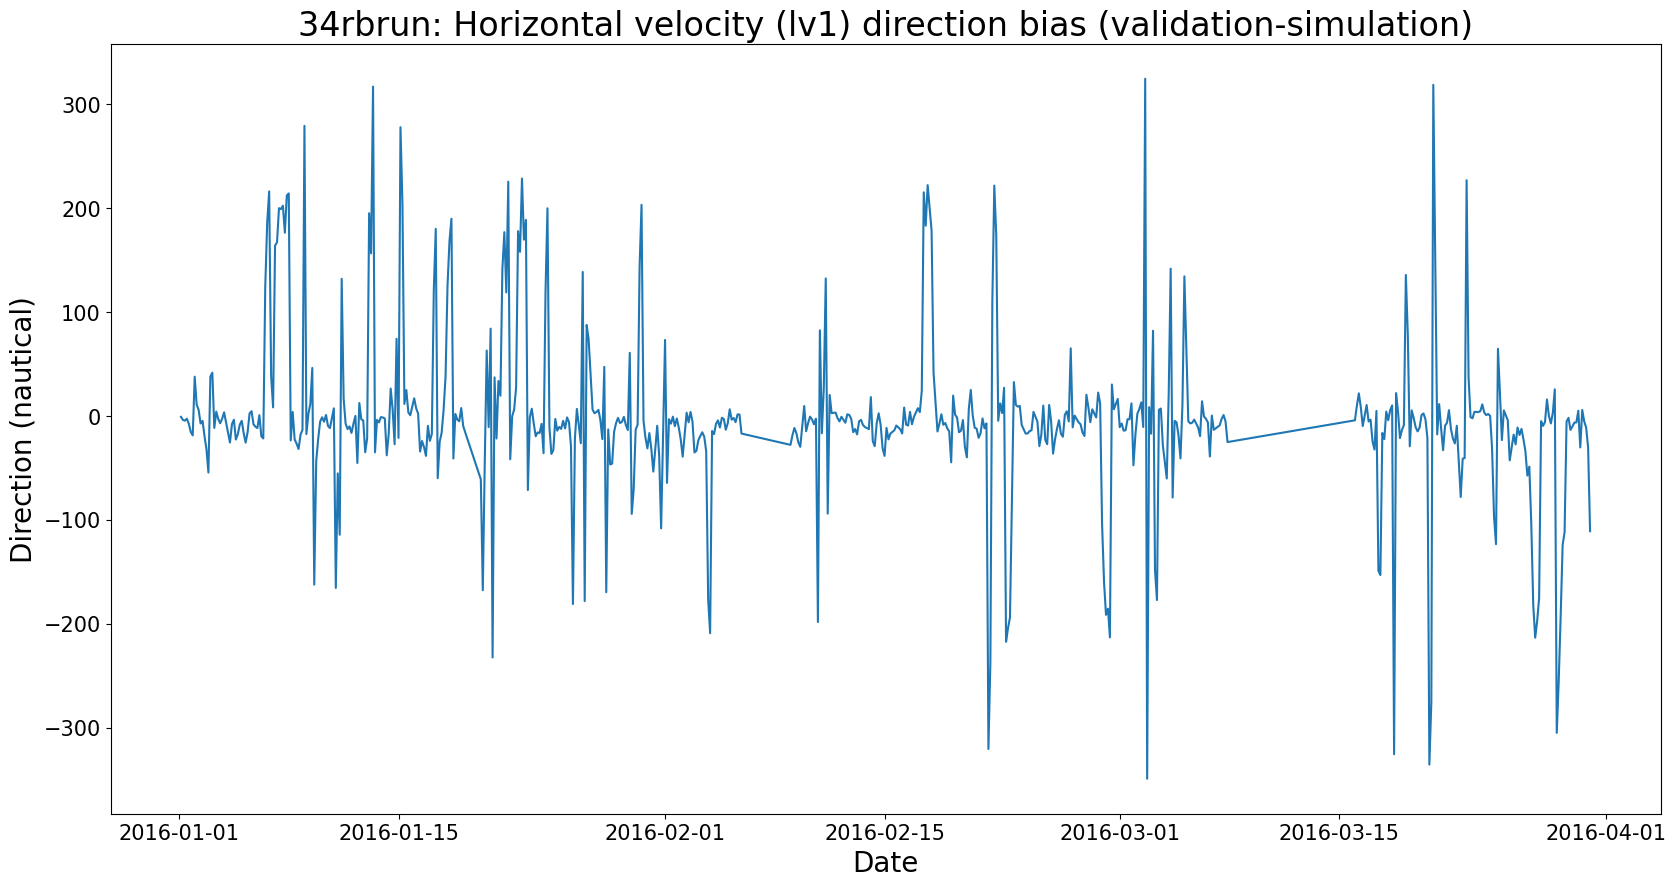 34rbrun: Horizontal velocity (lv1) direction bias (validation-simulation)
Direction (nautical)
300
200
100
0
−100
−200
−300
2016-01-01 2016-01-15 2016-02-01 2016-02-15 2016-03-01 2016-03-15 2016-04-01
Date